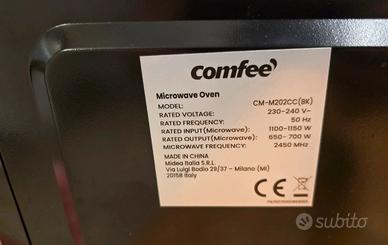 comfee'
Microwave Oven
MODEL: CM-M202CC(BK)
RATED VOLTAGE: 230-240 V~
RATED FREQUENCY: 50 Hz
RATED INPUT(Microwave): 1100-1150 W
RATED OUTPUT(Microwave): 650-700 W
MICROWAVE FREQUENCY: 2450 MHz
MADE IN CHINA
Midea Italia S.R.L.
Via Luigi Bodio 29/37 – Milano (MI)
20158 Italy
CE
subito